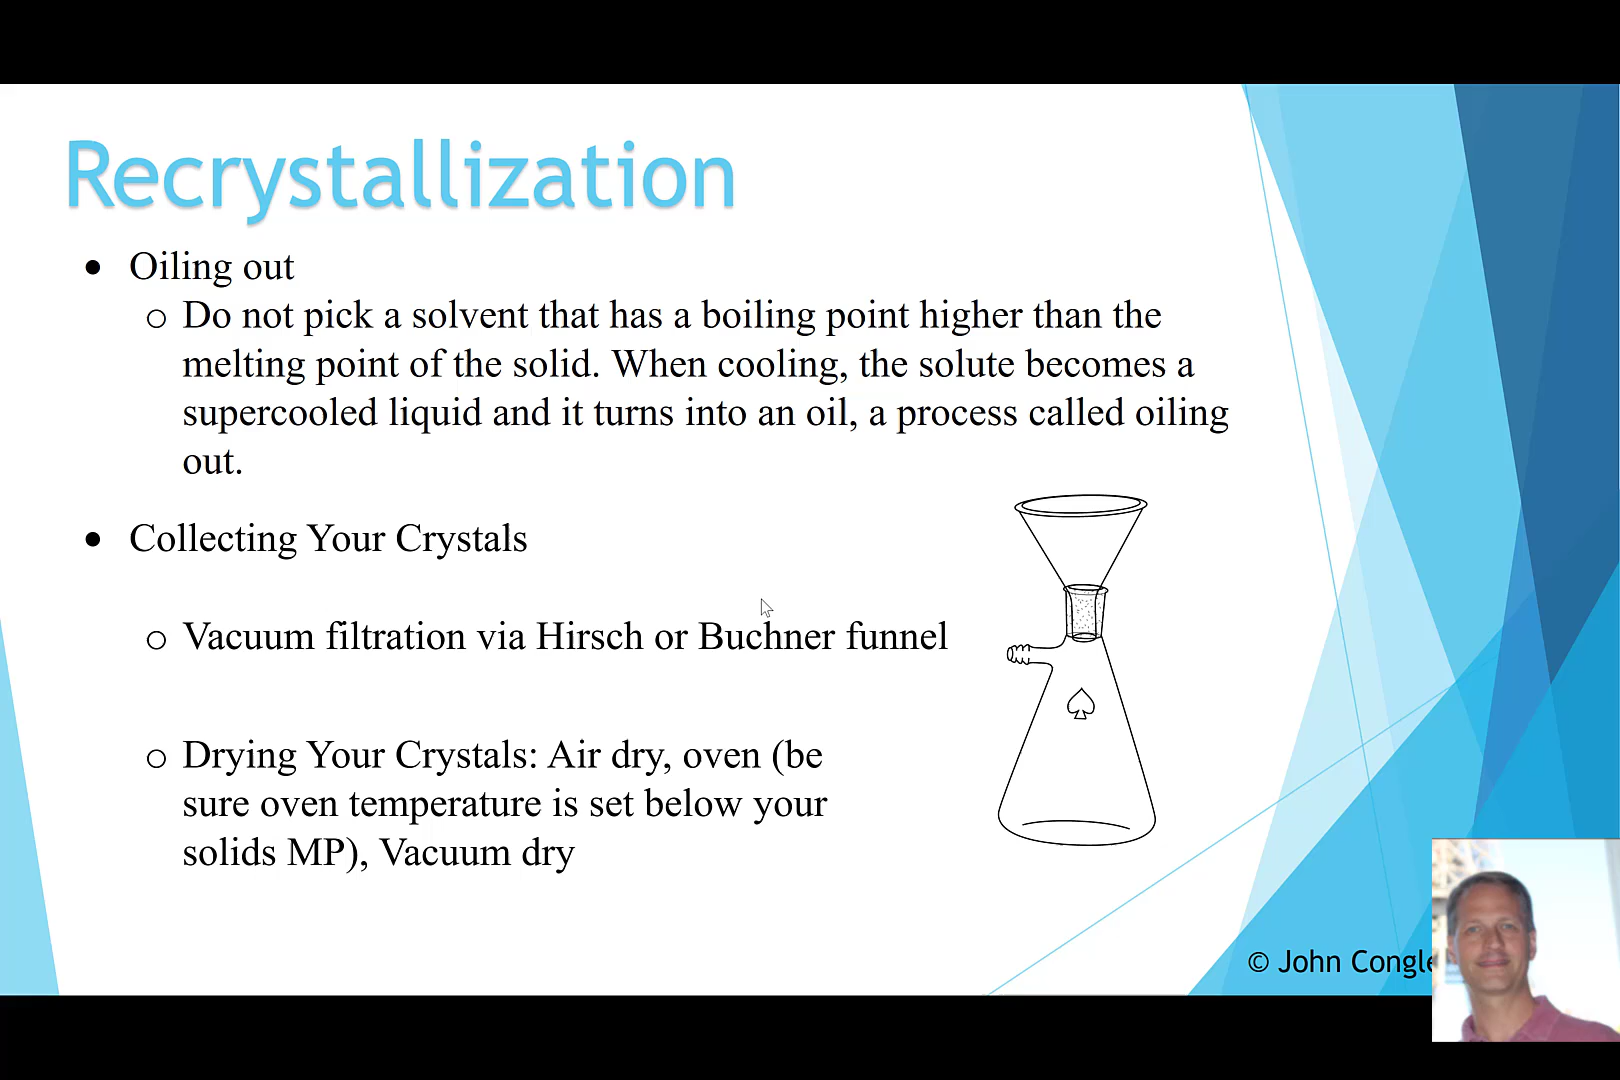 Recrystallization
• Oiling out
o Do not pick a solvent that has a boiling point higher than the
melting point of the solid. When cooling, the solute becomes a
supercooled liquid and it turns into an oil, a process called oiling
out.
• Collecting Your Crystals
o Vacuum filtration via Hirsch or Buchner funnel
o Drying Your Crystals: Air dry, oven (be
sure oven temperature is set below your
solids MP), Vacuum dry
© John